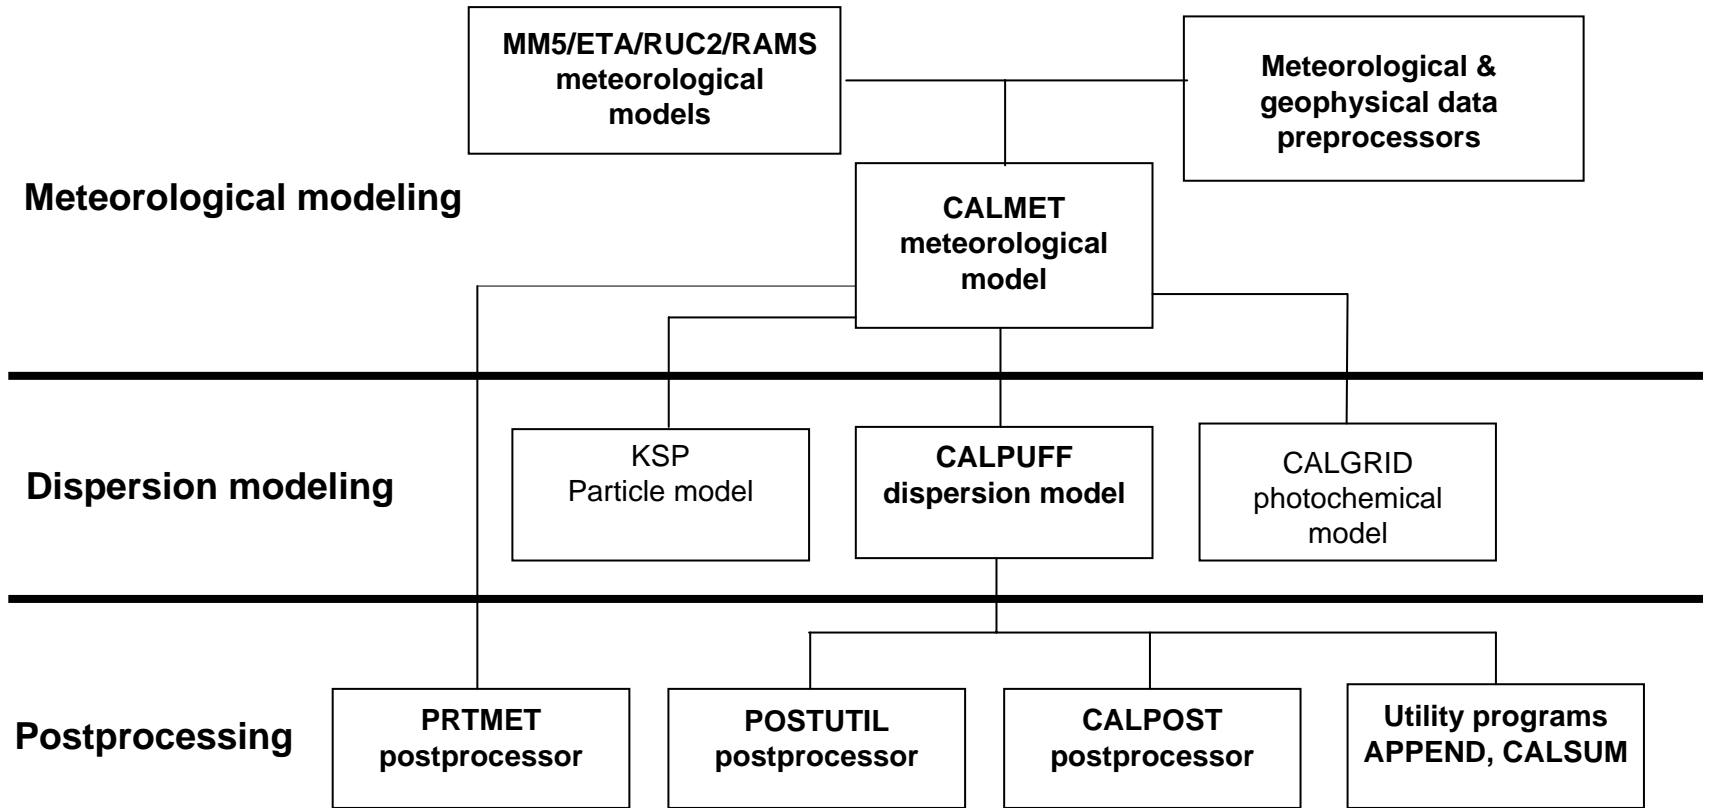 MM5/ETA/RUC2/RAMS
meteorological
models
Meteorological &
geophysical data
preprocessors
Meteorological modeling
CALMET
meteorological
model
Dispersion modeling
KSP
Particle model
CALPUFF
dispersion model
CALGRID
photochemical
model
Postprocessing
PRTMET
postprocessor
POSTUTIL
postprocessor
CALPOST
postprocessor
Utility programs
APPEND, CALSUM